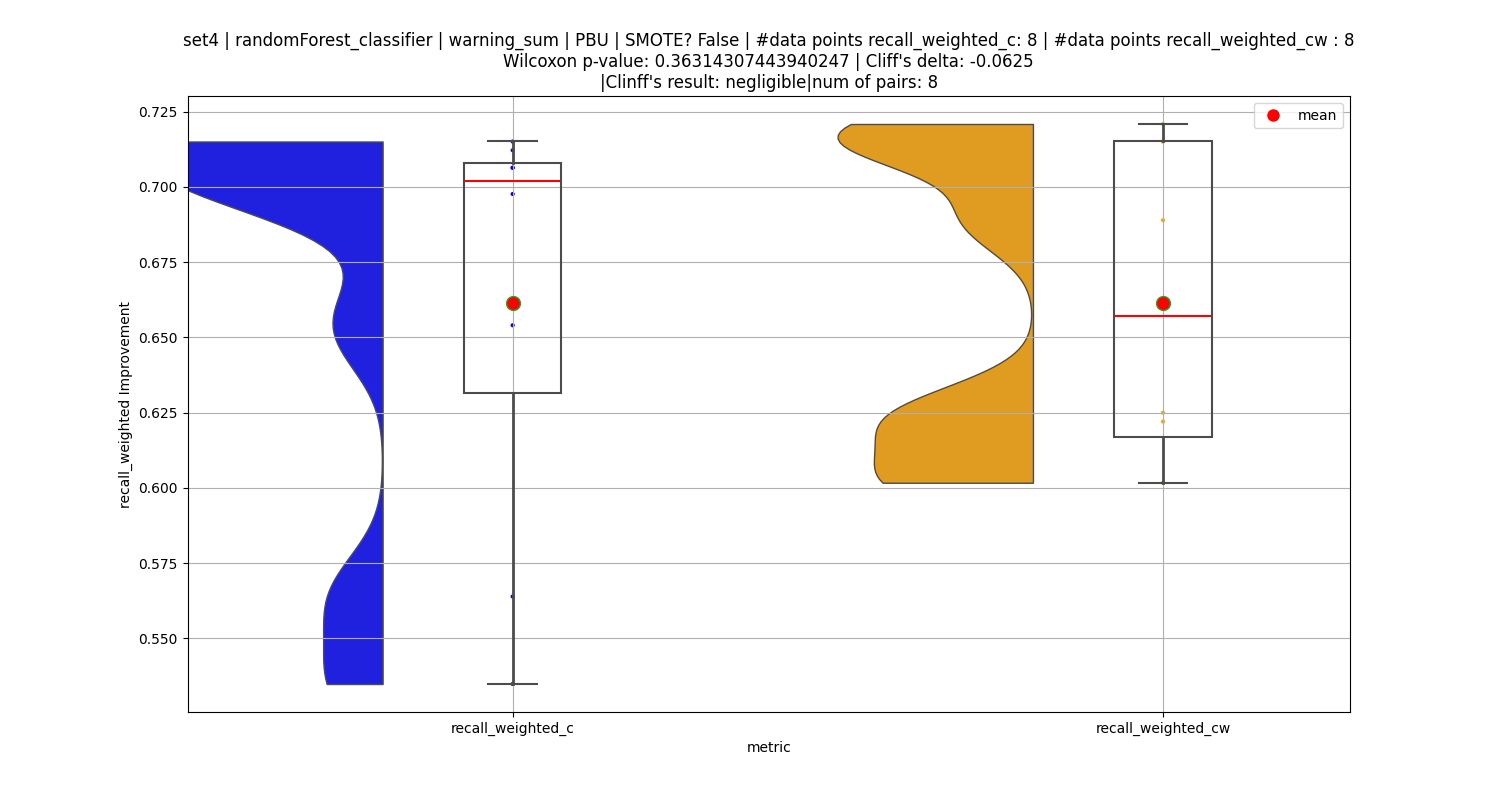 set4 | randomForest_classifier | warning_sum | PBU | SMOTE? False | #data points recall_weighted_c: 8 | #data points recall_weighted_cw : 8
Wilcoxon p-value: 0.36314307443940247 | Cliff's delta: -0.0625
|Clinff's result: negligible|num of pairs: 8
mean
0.725
0.700
0.675
0.650
0.625
0.600
0.575
0.550
recall_weighted Improvement
recall_weighted_c
recall_weighted_cw
metric